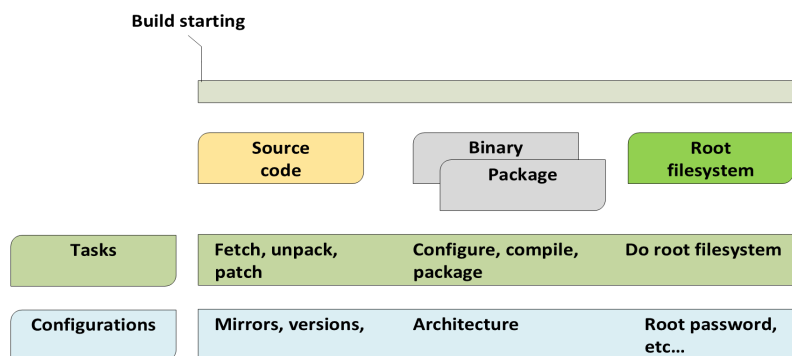 Build starting
Source
code
Binary
Package
Root
filesystem
Tasks
Fetch, unpack,
patch
Configure, compile,
package
Do root filesystem
Configurations
Mirrors, versions,
Architecture
Root password,
etc...